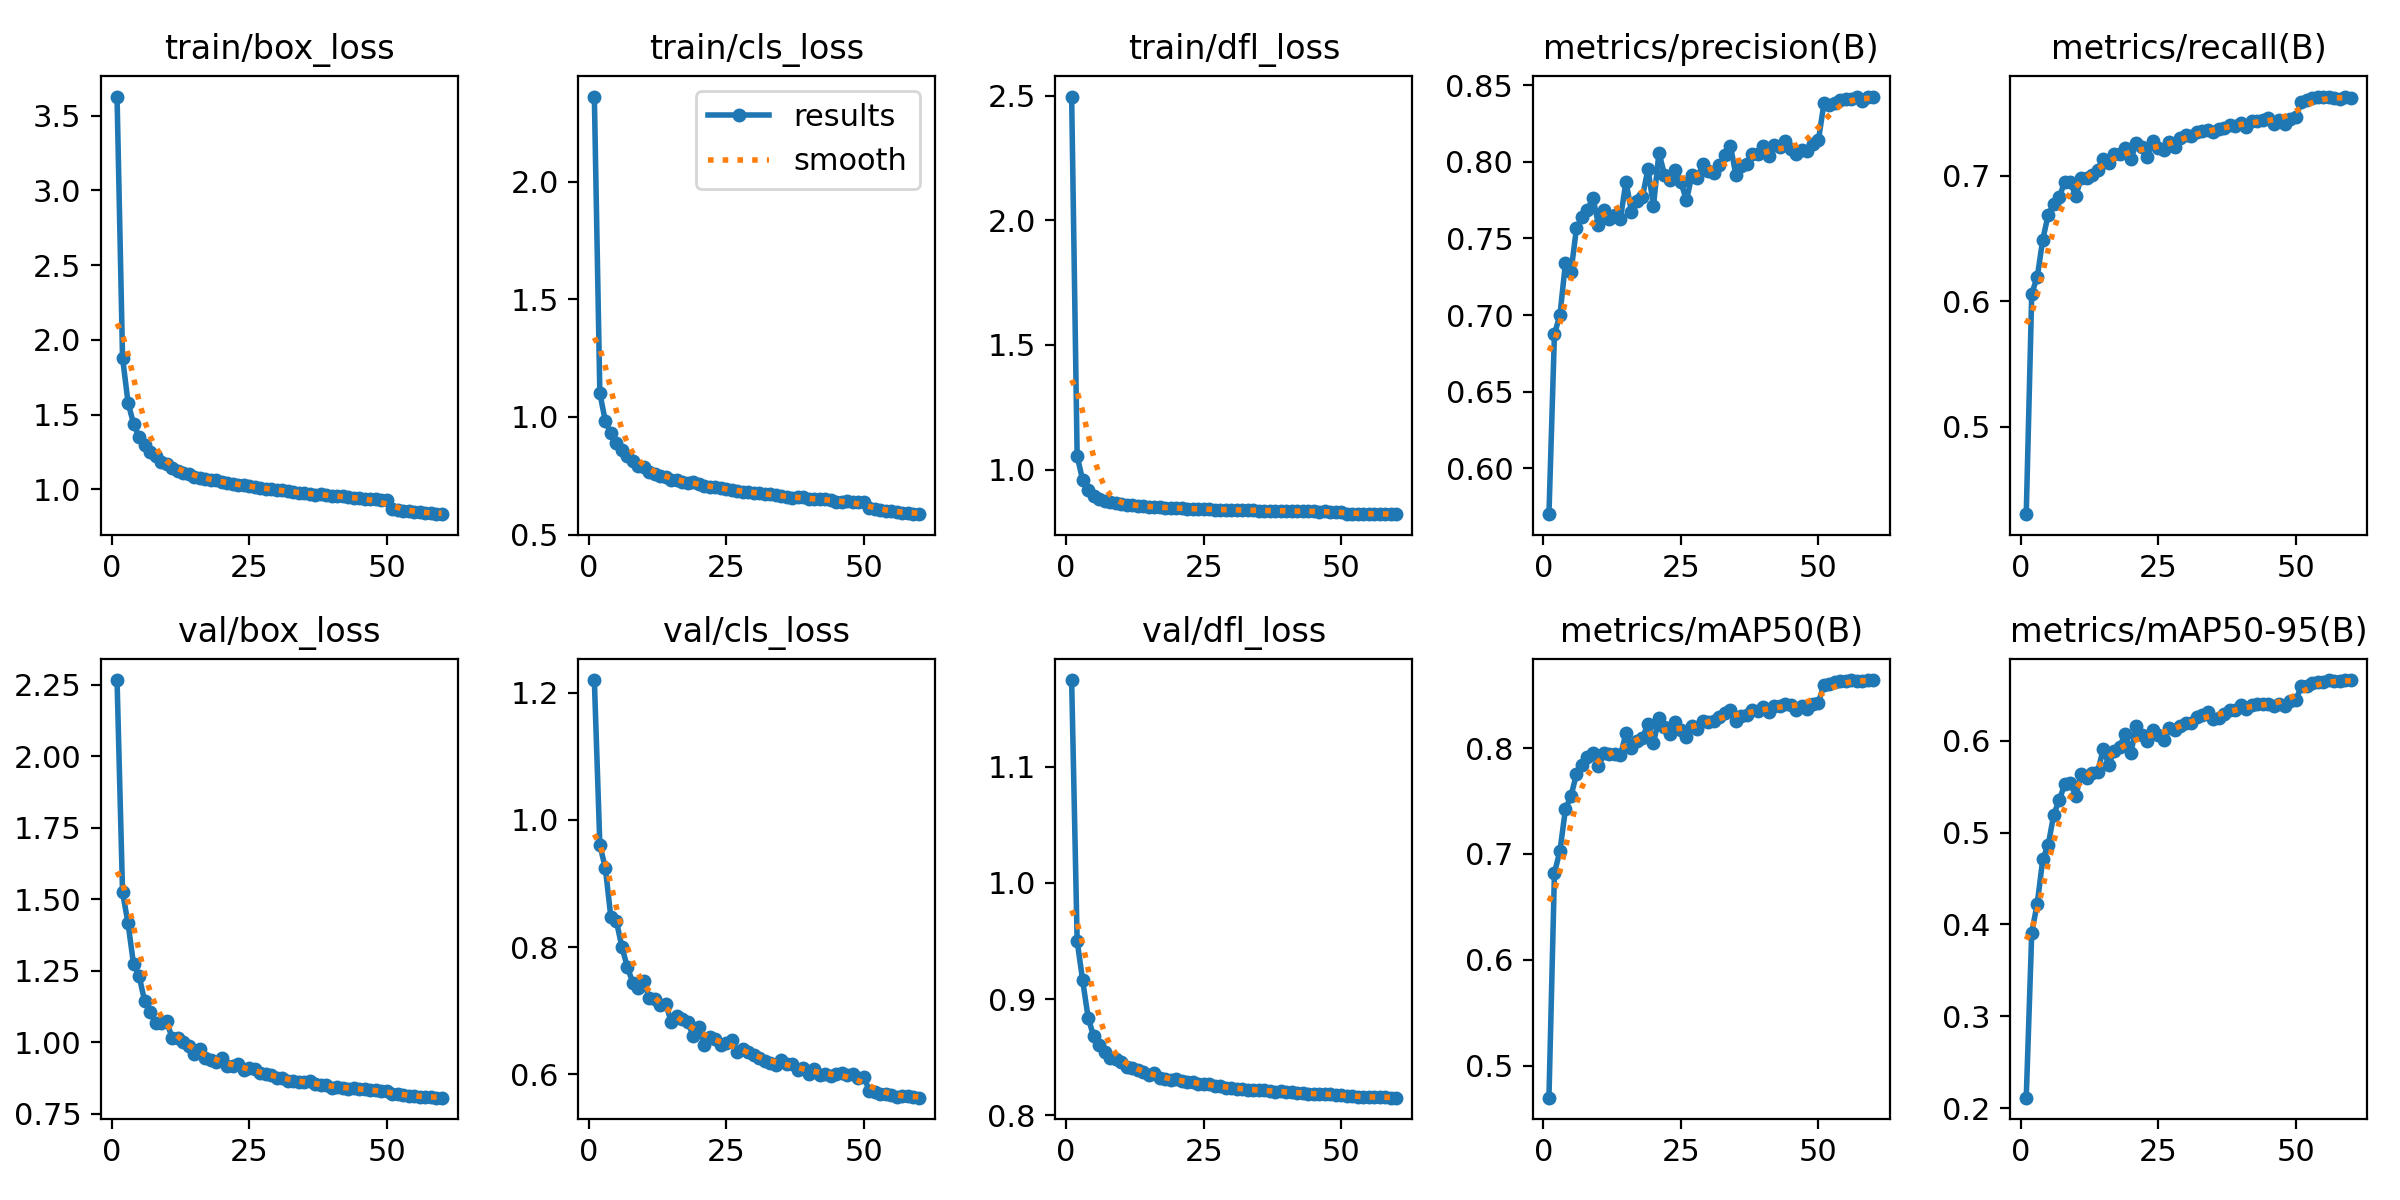 train/box_loss
3.5
3.0
2.5
2.0
1.5
1.0
0 25 50
train/cls_loss
results
smooth
2.0
1.5
1.0
0.5
0 25 50
train/dfl_loss
2.5
2.0
1.5
1.0
0 25 50
metrics/precision(B)
0.85
0.80
0.75
0.70
0.65
0.60
0 25 50
metrics/recall(B)
0.7
0.6
0.5
0 25 50
val/box_loss
2.25
2.00
1.75
1.50
1.25
1.00
0.75
0 25 50
val/cls_loss
1.2
1.0
0.8
0.6
0 25 50
val/dfl_loss
1.1
1.0
0.9
0.8
0 25 50
metrics/mAP50(B)
0.8
0.7
0.6
0.5
0 25 50
metrics/mAP50-95(B)
0.6
0.5
0.4
0.3
0.2
0 25 50